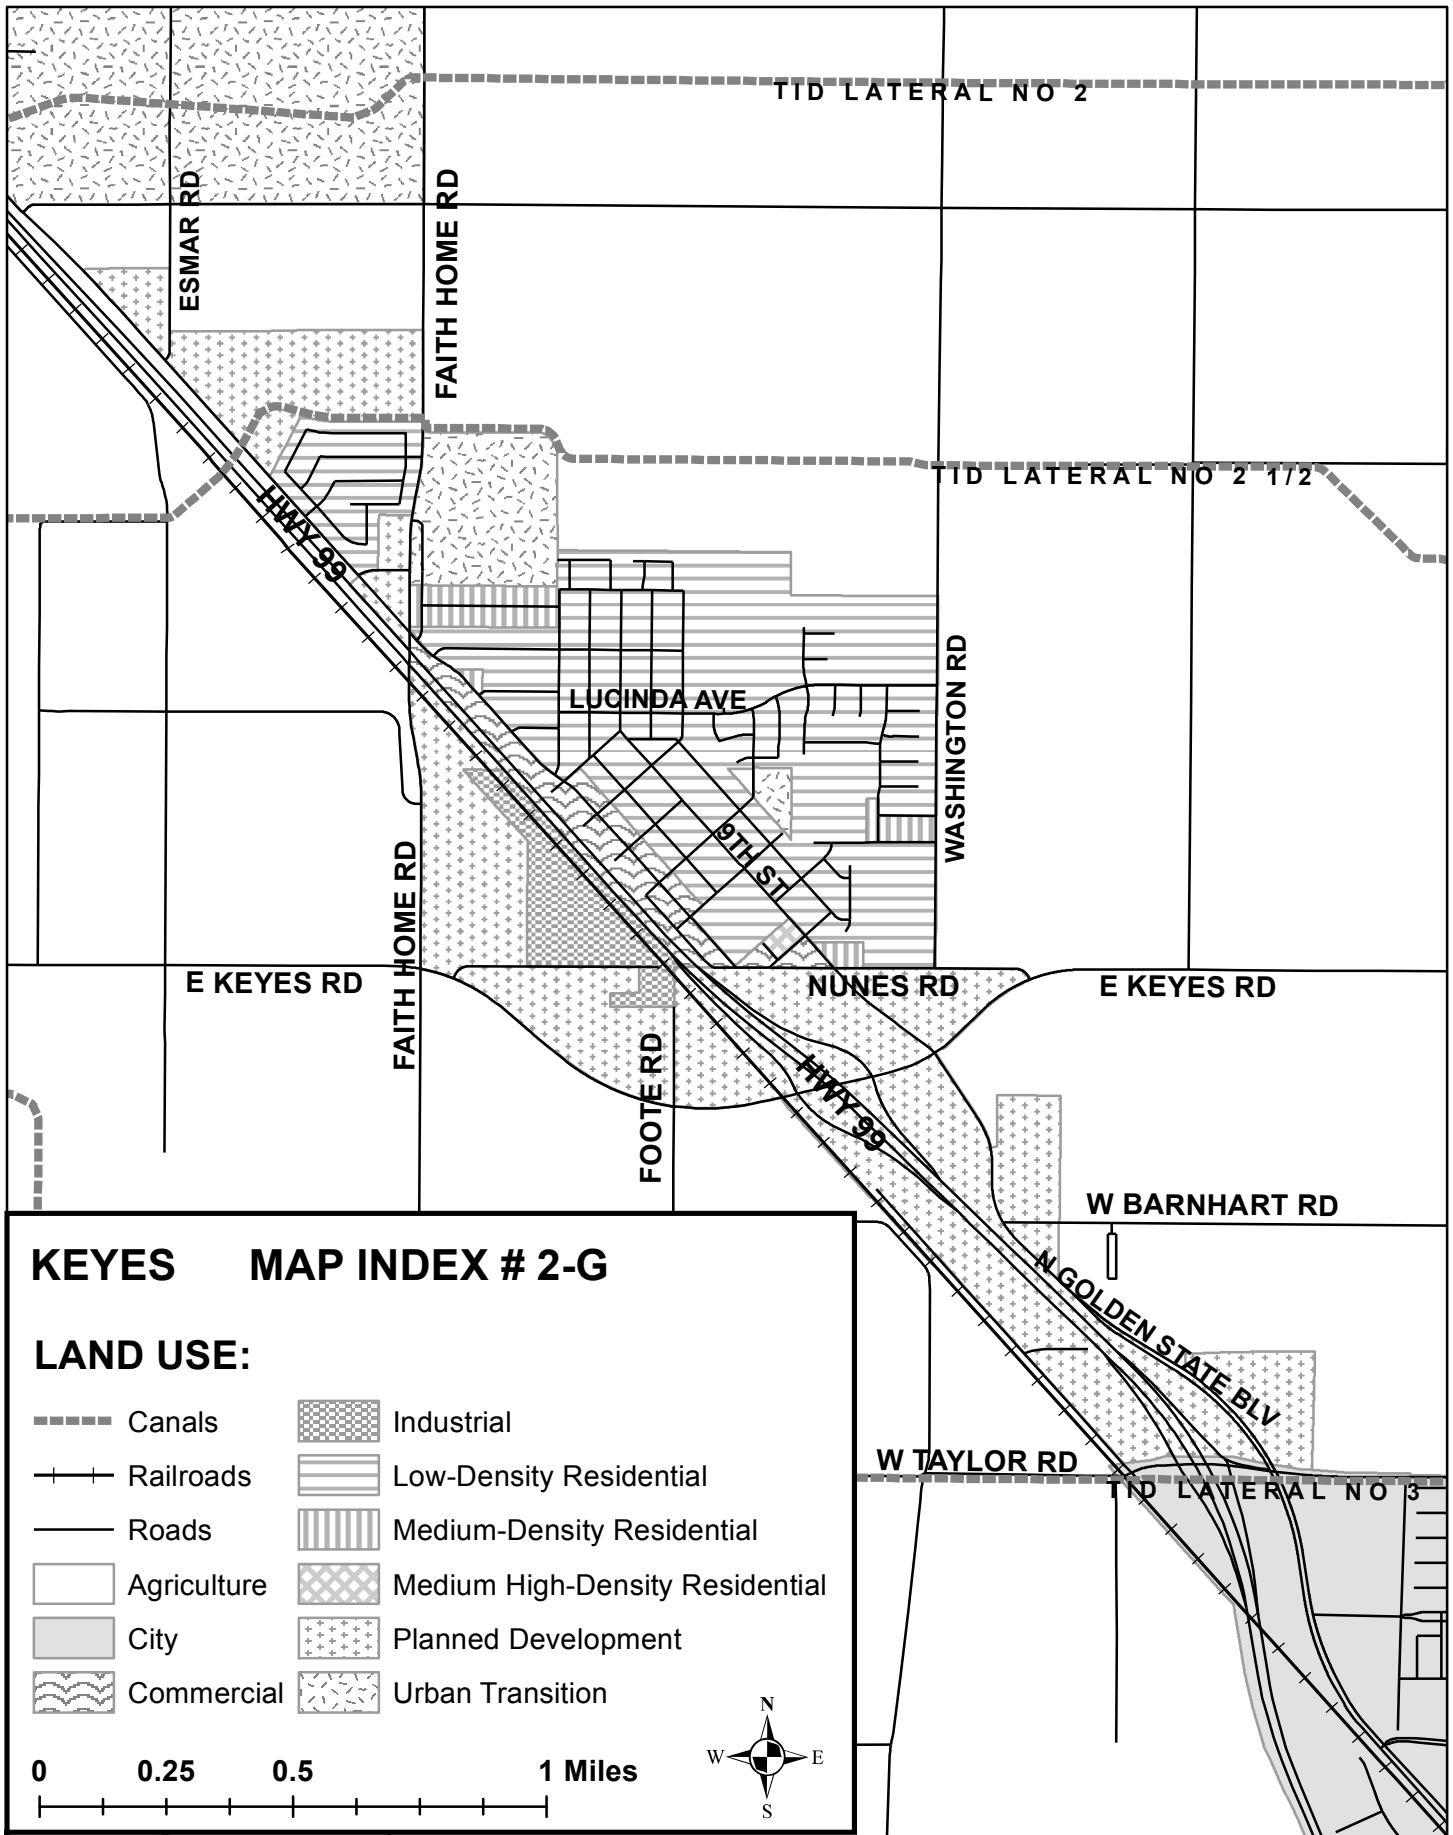 TID LATERAL NO 2
ESMAR RD
FAITH HOME RD
TID LATERAL NO 2 1/2
HWY 99
LUCINDA AVE
WASHINGTON RD
9TH ST
FAITH HOME RD
E KEYES RD
NUNES RD
E KEYES RD
FOOTE RD
HWY 99
W BARNHART RD
N GOLDEN STATE BLV
W TAYLOR RD
TID LATERAL NO 3
KEYES MAP INDEX # 2-G
LAND USE:
Canals
Railroads
Roads
Agriculture
City
Commercial
Industrial
Low-Density Residential
Medium-Density Residential
Medium High-Density Residential
Planned Development
Urban Transition
0 0.25 0.5 1 Miles
N
W E
S